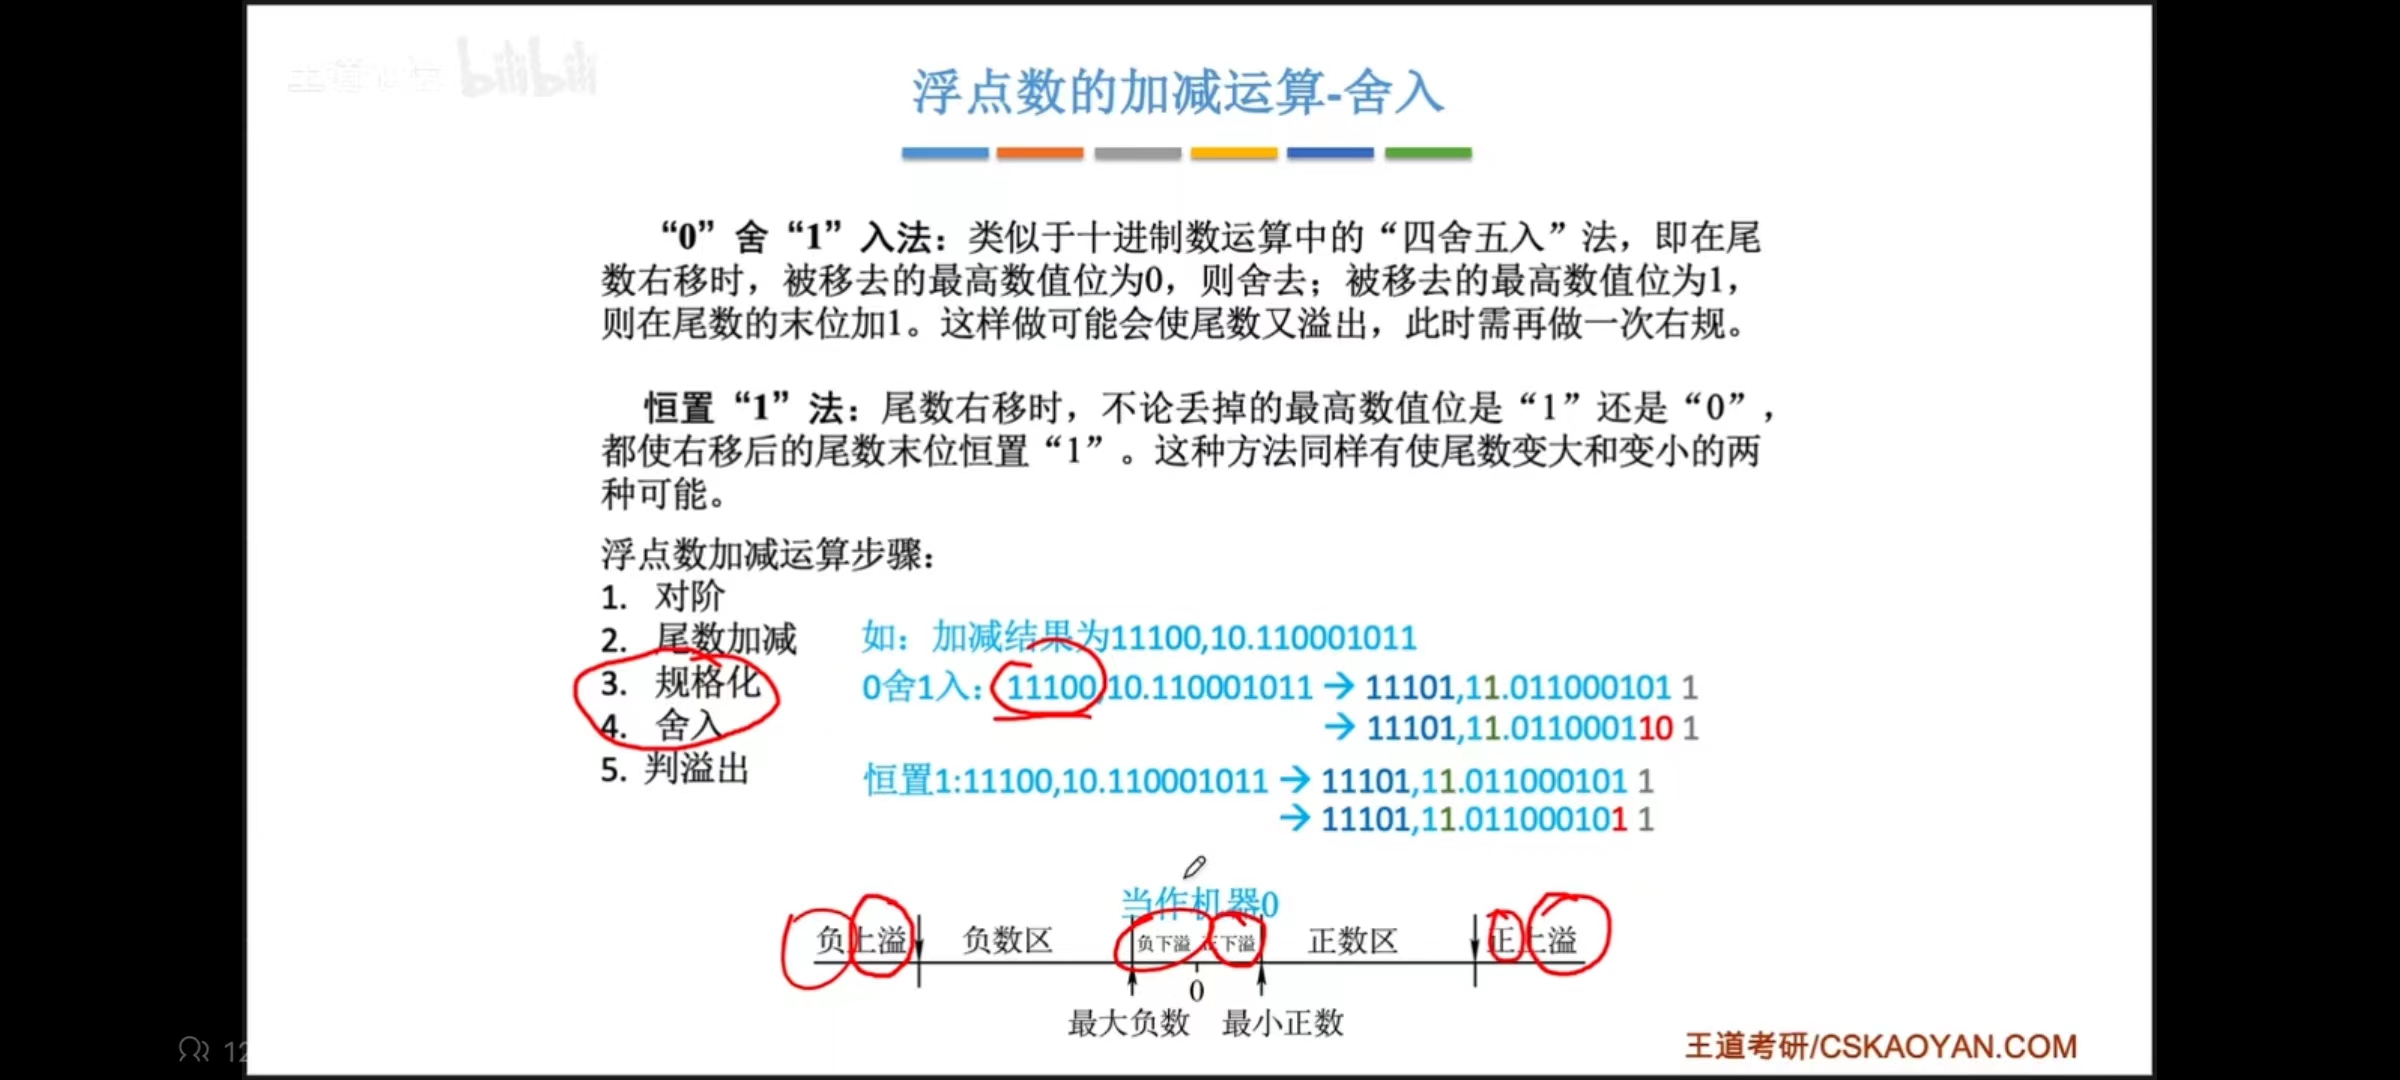 bilibili
浮点数的加减运算-舍入
“0”舍“1”入法：类似于十进制数运算中的“四舍五入”法，即在尾
数右移时，被移去的最高数值位为0，则舍去；被移去的最高数值位为1，
则在尾数的末位加1。这样做可能会使尾数又溢出，此时需再做一次右规。
恒置“1”法：尾数右移时，不论丢掉的最高数值位是“1”还是“0”，
都使右移后的尾数末位恒置“1”。这种方法同样有使尾数变大和变小的两
种可能。
浮点数加减运算步骤：
1. 对阶
2. 尾数加减
3. 规格化
4. 舍入
5. 判溢出
如：加减结果为11100,10.110001011
0舍1入：11100,10.110001011 → 11101,11.011000101 1
→ 11101,11.011000110 1
恒置1:11100,10.110001011 → 11101,11.011000101 1
→ 11101,11.011000101 1
当作机器0
负上溢 负数区 负下溢 正下溢 正数区 正上溢
0
最大负数 最小正数
王道考研/CSKAOYAN.COM
12